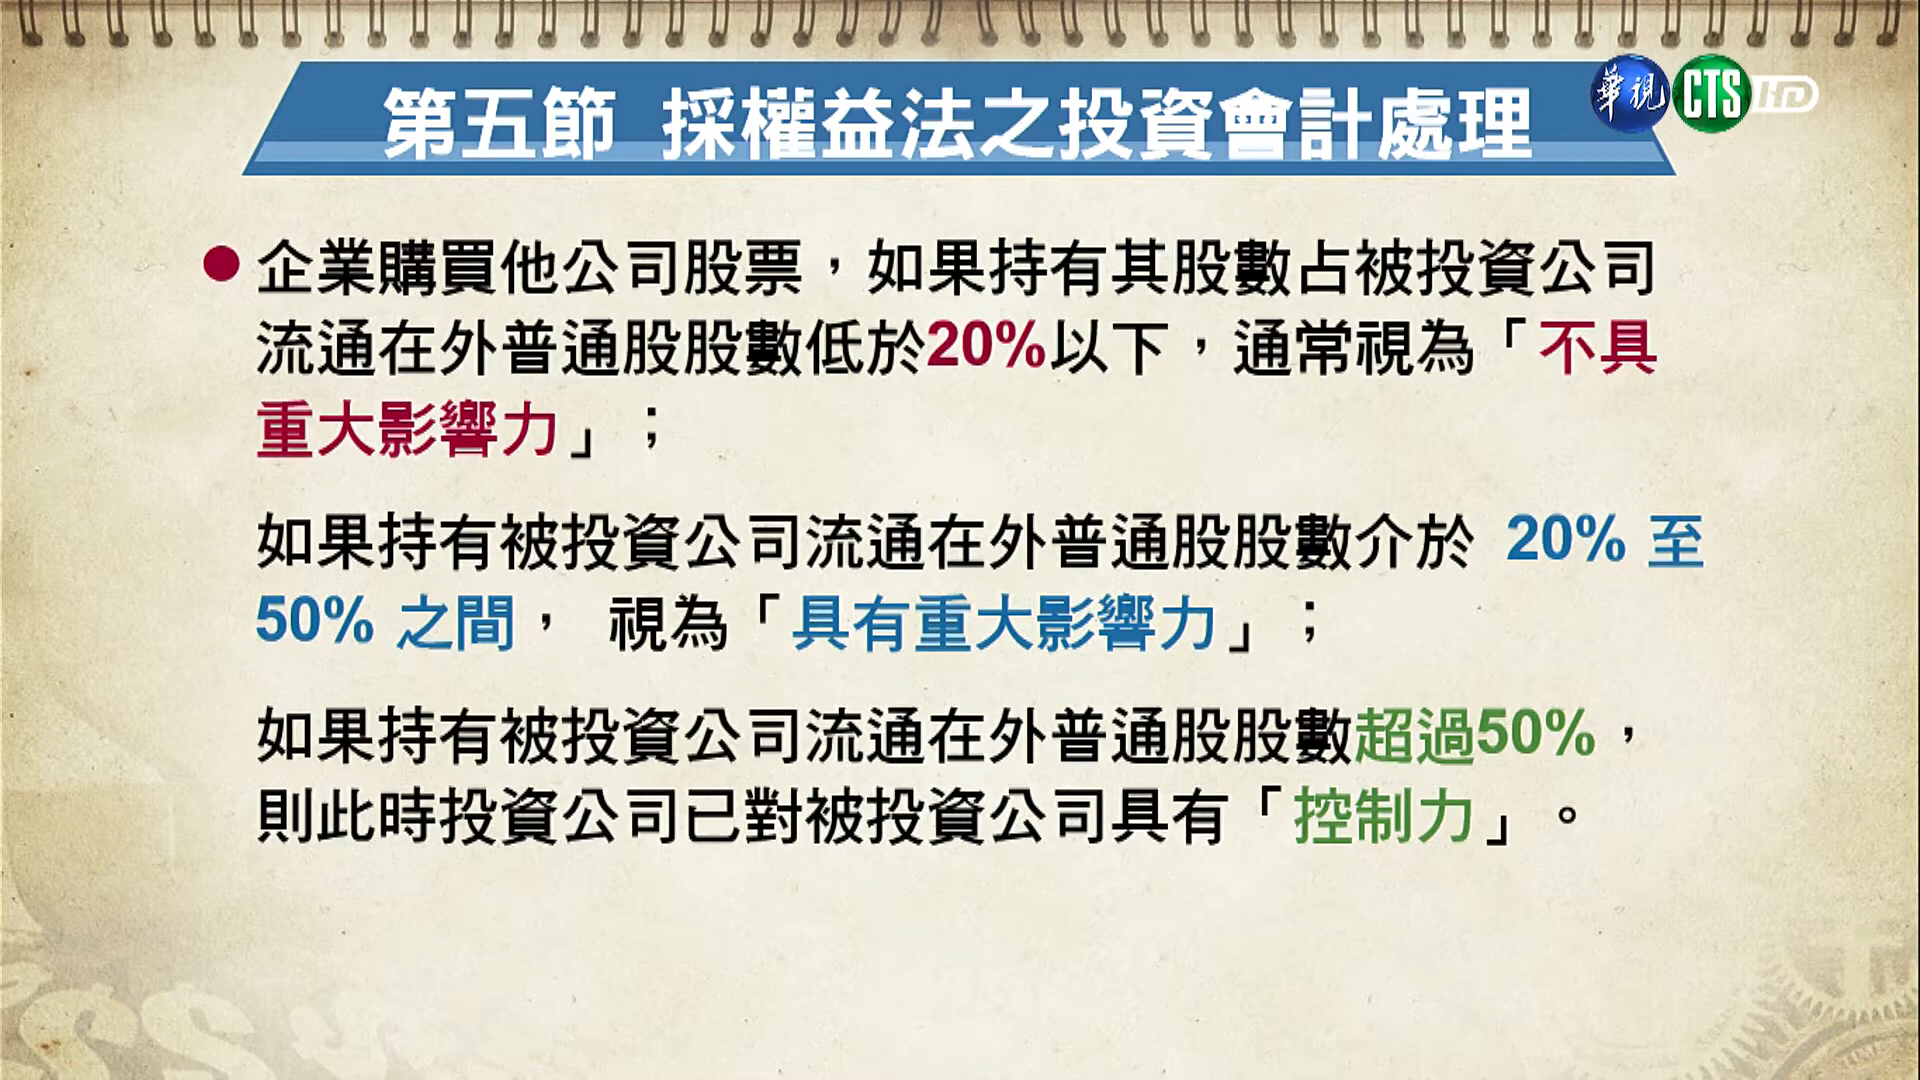 華視 CTS HD
第五節 採權益法之投資會計處理
企業購買他公司股票，如果持有其股數占被投資公司
流通在外普通股股數低於20%以下，通常視為「不具
重大影響力」；
如果持有被投資公司流通在外普通股股數介於 20% 至
50% 之間， 視為「具有重大影響力」；
如果持有被投資公司流通在外普通股股數超過50%，
則此時投資公司已對被投資公司具有「控制力」。